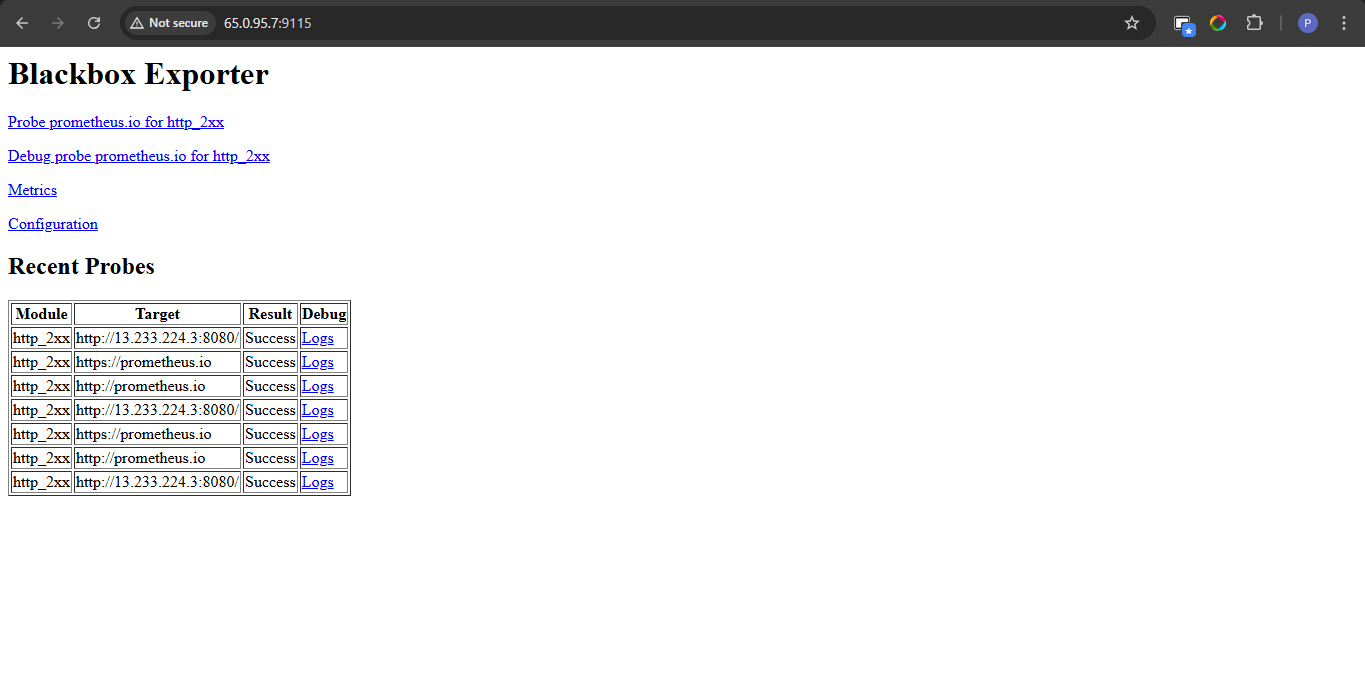 Not secure 65.0.95.7:9115
P
Blackbox Exporter
Probe prometheus.io for http_2xx
Debug probe prometheus.io for http_2xx
Metrics
Configuration
Recent Probes
Module Target Result Debug
http_2xx http://13.233.224.3:8080/ Success Logs
http_2xx https://prometheus.io Success Logs
http_2xx http://prometheus.io Success Logs
http_2xx http://13.233.224.3:8080/ Success Logs
http_2xx https://prometheus.io Success Logs
http_2xx http://prometheus.io Success Logs
http_2xx http://13.233.224.3:8080/ Success Logs